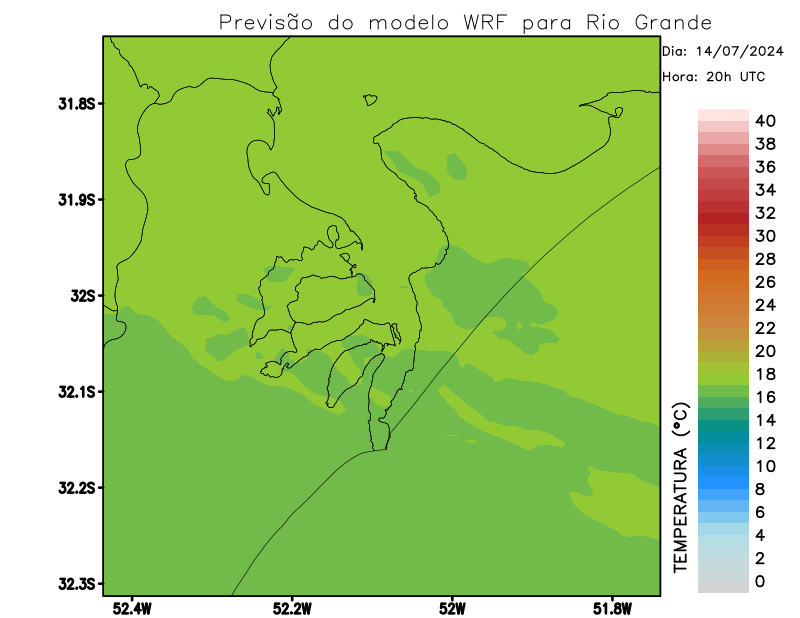 Previsão do modelo WRF para Rio Grande
Dia: 14/07/2024
Hora: 20h UTC
31.8S
31.9S
32S
32.1S
32.2S
32.3S
52.4W
52.2W
52W
51.8W
TEMPERATURA (°C)
40
38
36
34
32
30
28
26
24
22
20
18
16
14
12
10
8
6
4
2
0